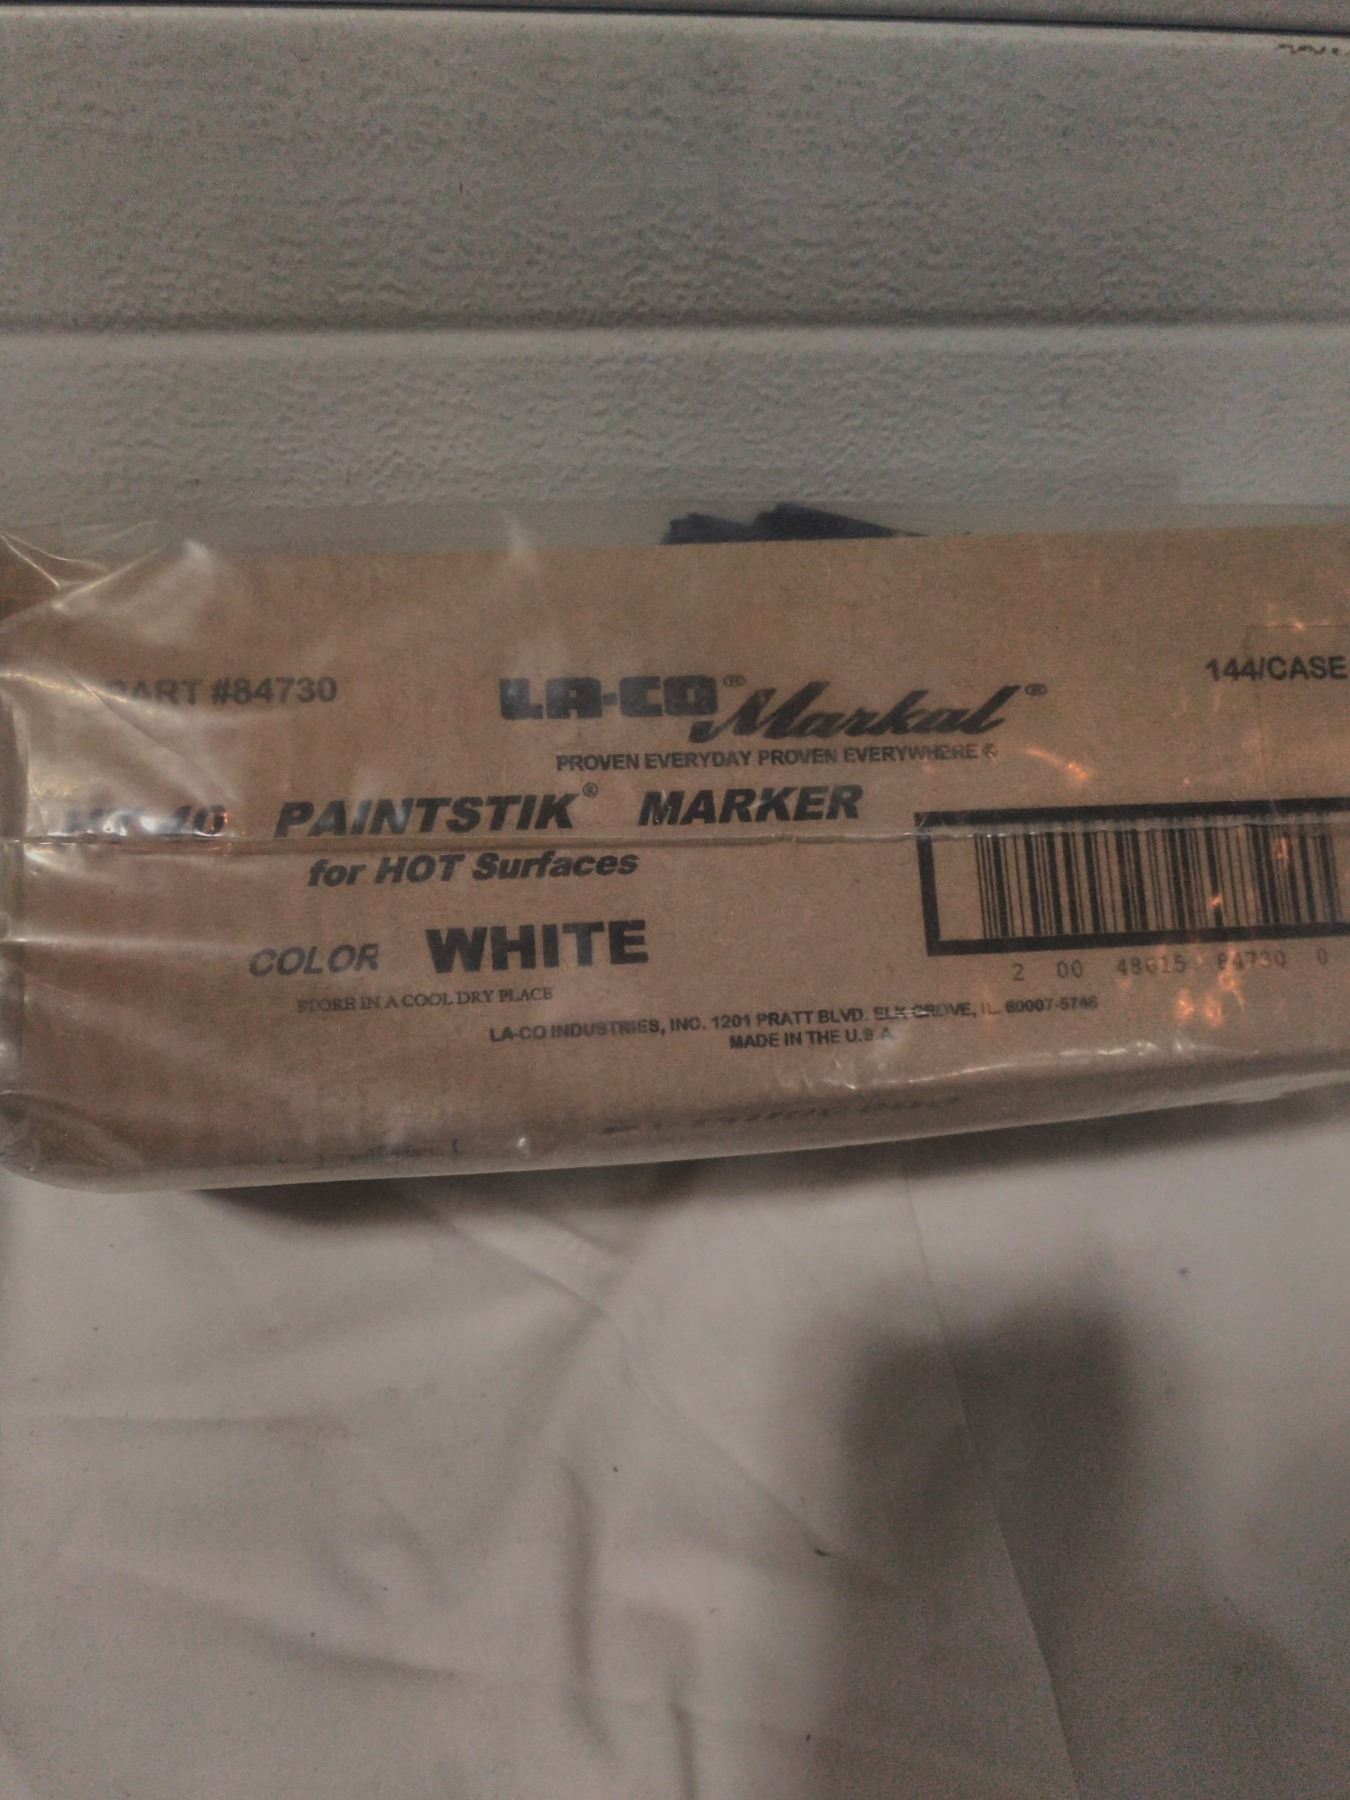 PART #84730
LA-CO® Markal®
144/CASE
PROVEN EVERYDAY PROVEN EVERYWHERE ®
PAINTSTIK® MARKER
for HOT Surfaces
COLOR WHITE
STORE IN A COOL DRY PLACE
2 00 48615 84730 0
LA-CO INDUSTRIES, INC. 1201 PRATT BLVD. ELK GROVE, IL. 60007-5746
MADE IN THE U.S.A